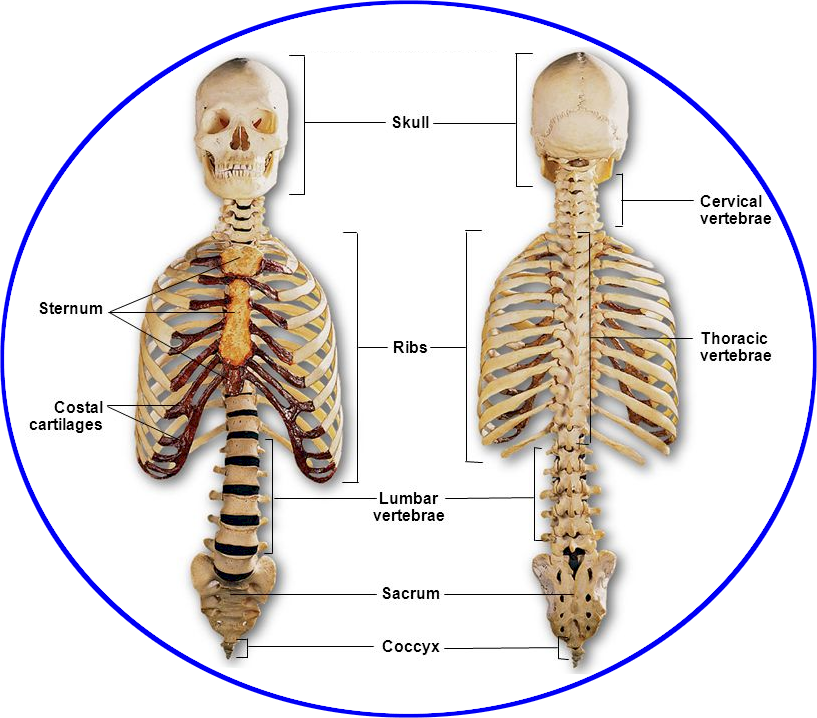 Skull
Cervical
vertebrae
Sternum
Ribs
Thoracic
vertebrae
Costal
cartilages
Lumbar
vertebrae
Sacrum
Coccyx